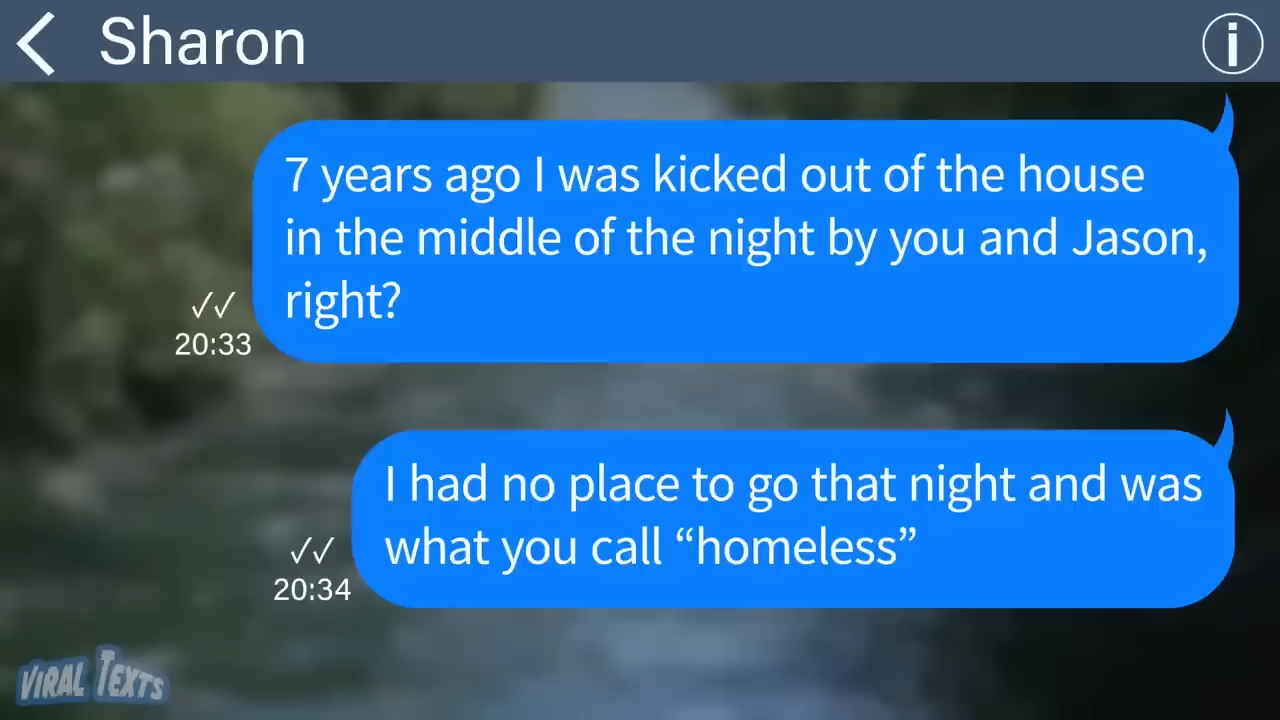 Sharon
7 years ago I was kicked out of the house
in the middle of the night by you and Jason,
right?
✓✓
20:33
I had no place to go that night and was
what you call “homeless”
✓✓
20:34
VIRAL TEXTS